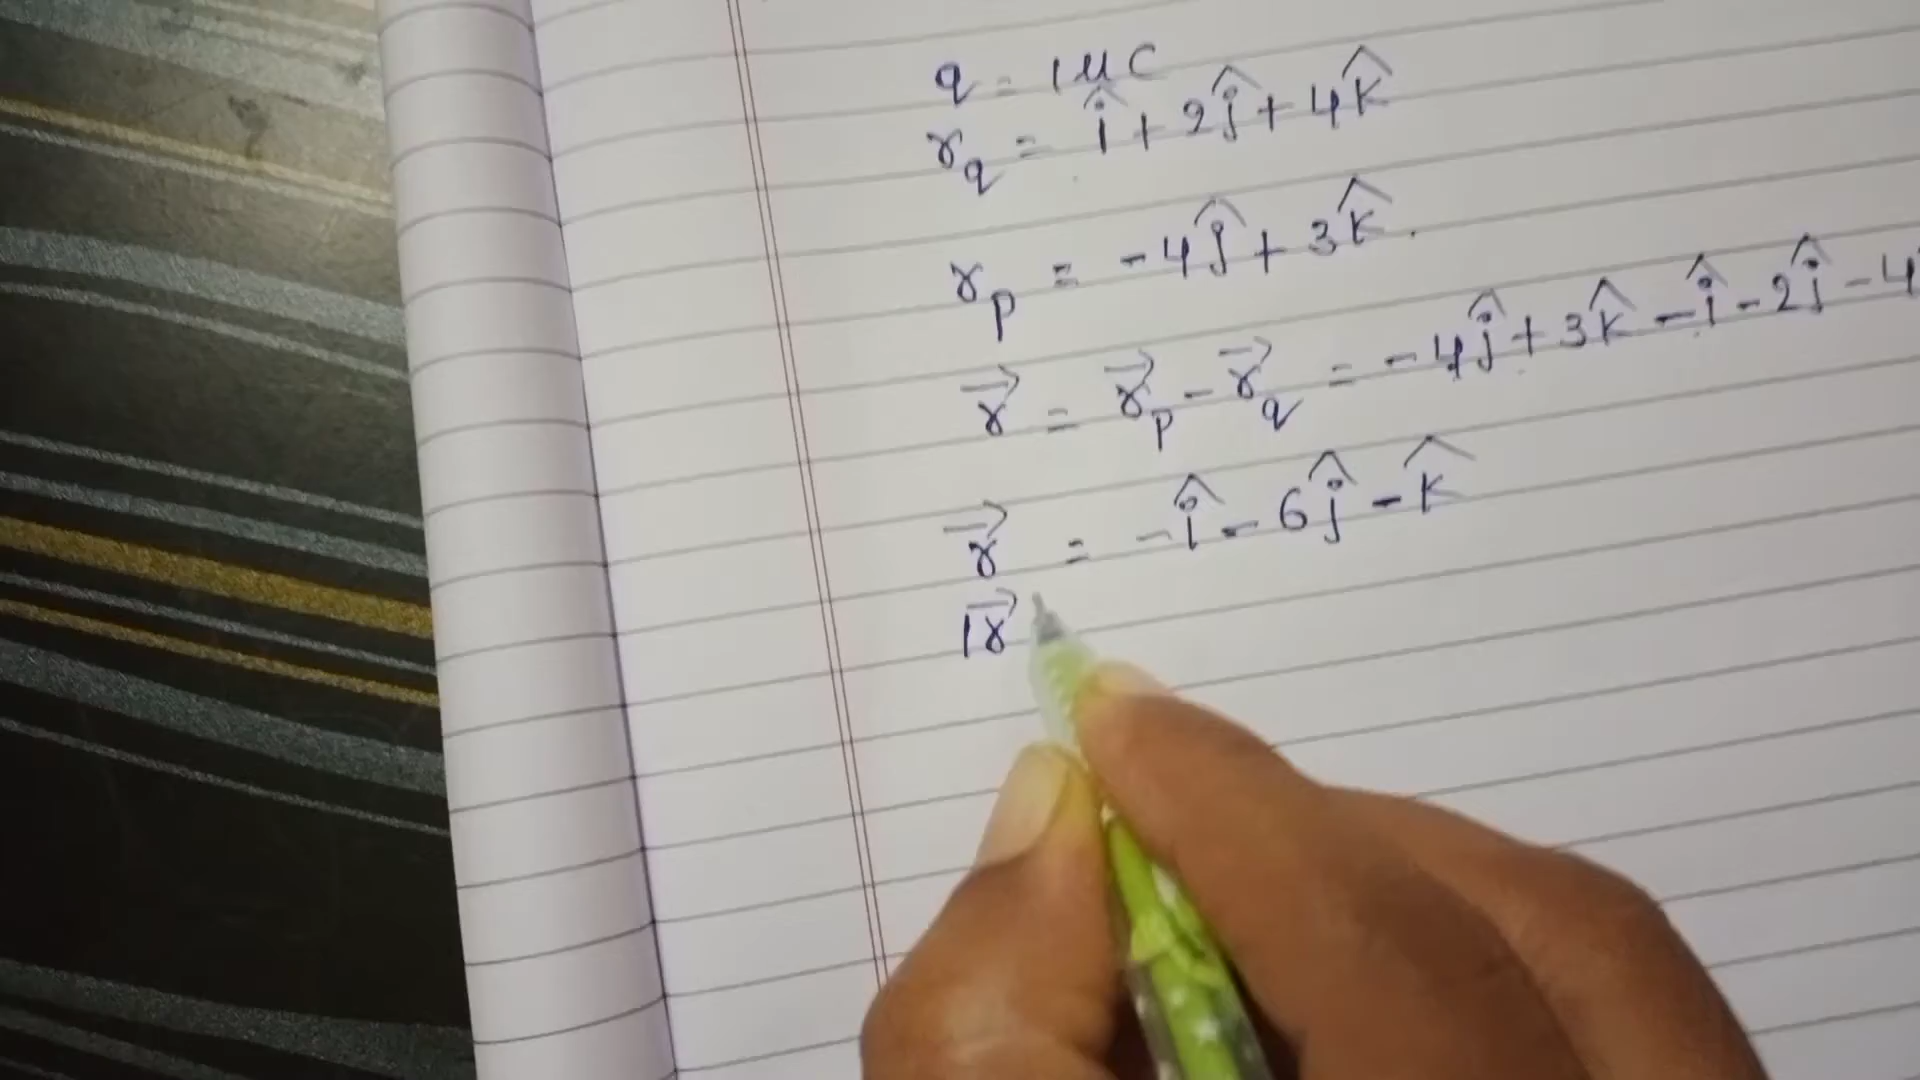 q = 1μC
r_q = î + 2ĵ + 4k̂
r_p = -4ĵ + 3k̂.
r⃗ = r⃗_p - r⃗_q = -4ĵ + 3k̂ - î - 2ĵ - 4
r⃗ = -î - 6ĵ - k̂
|r⃗